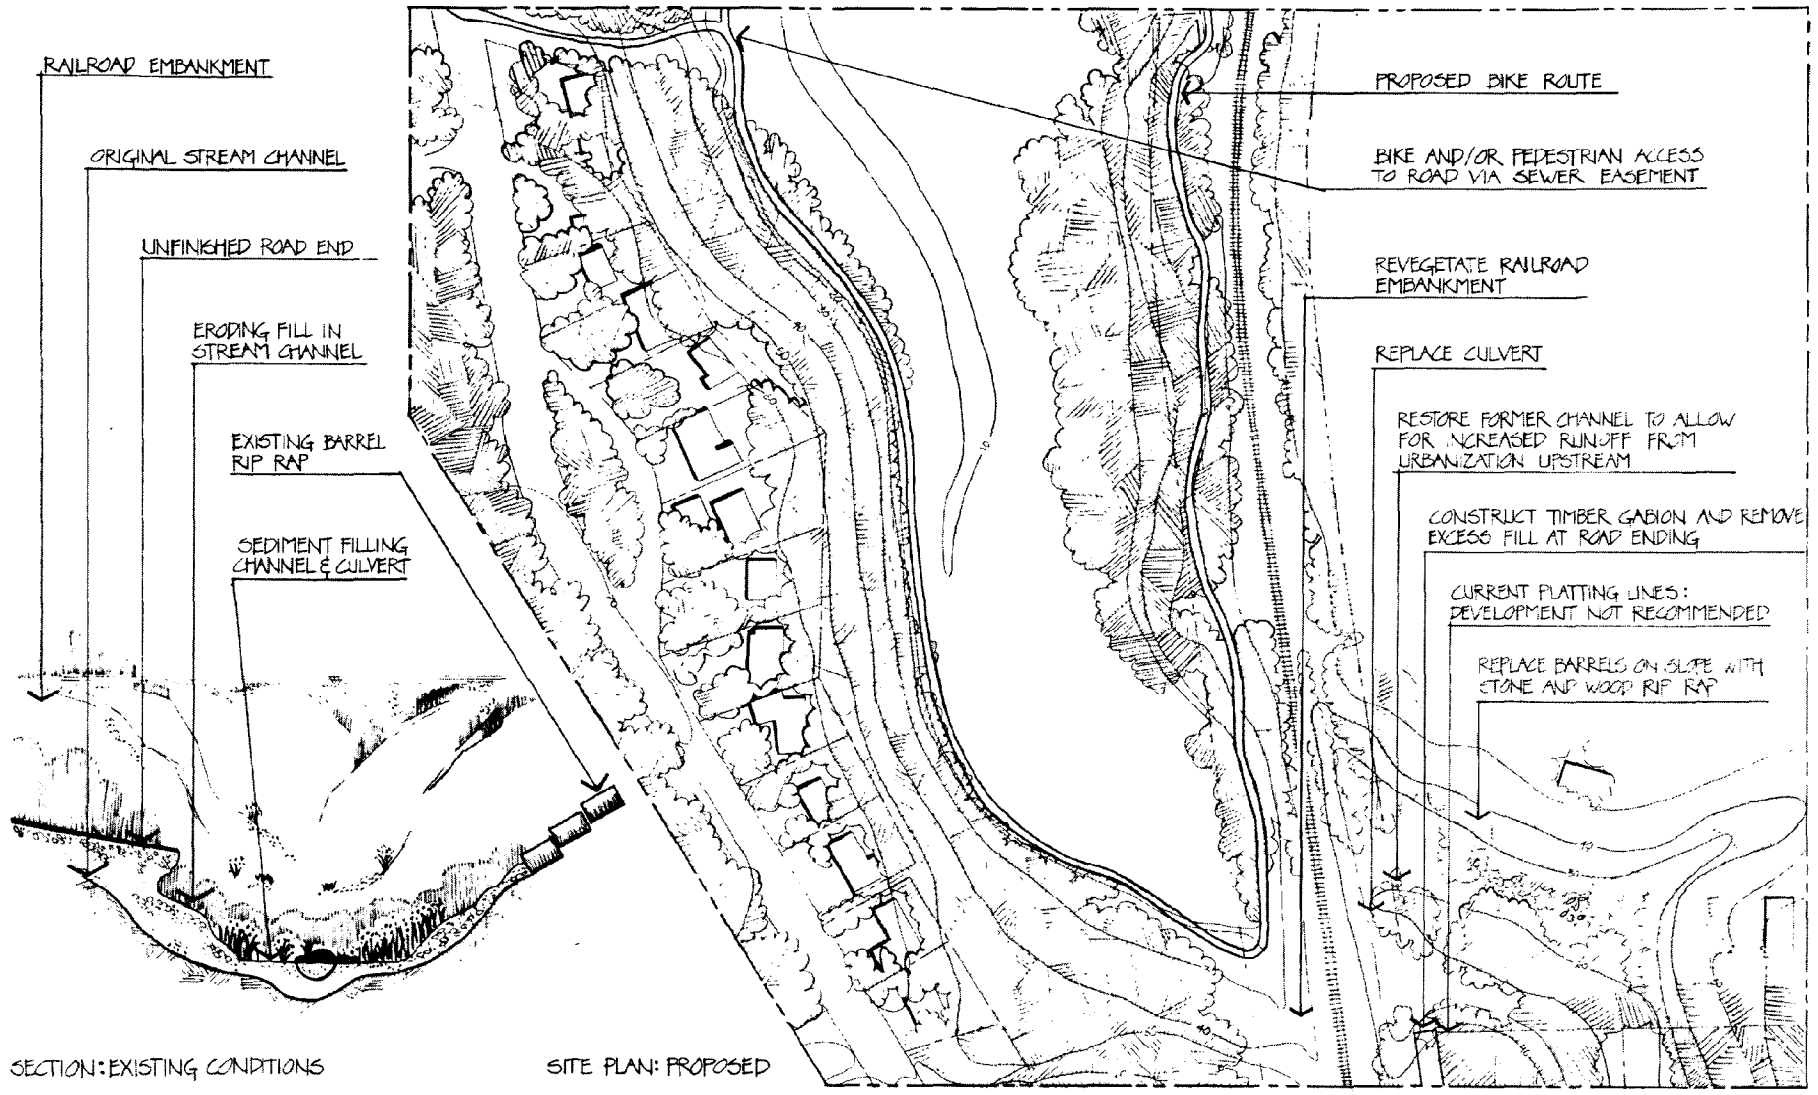 RAILROAD EMBANKMENT
ORIGINAL STREAM CHANNEL
UNFINISHED ROAD END
ERODING FILL IN
STREAM CHANNEL
EXISTING BARREL
RIP RAP
SEDIMENT FILLING
CHANNEL & CULVERT
SECTION: EXISTING CONDITIONS
SITE PLAN: PROPOSED
PROPOSED BIKE ROUTE
BIKE AND/OR PEDESTRIAN ACCESS
TO ROAD VIA SEWER EASEMENT
REVEGETATE RAILROAD
EMBANKMENT
REPLACE CULVERT
RESTORE FORMER CHANNEL TO ALLOW
FOR INCREASED RUNOFF FROM
URBANIZATION UPSTREAM
CONSTRUCT TIMBER GABION AND REMOVE
EXCESS FILL AT ROAD ENDING
CURRENT PLATTING LINES:
DEVELOPMENT NOT RECOMMENDED
REPLACE BARRELS ON SLOPE WITH
STONE AND WOOD RIP RAP